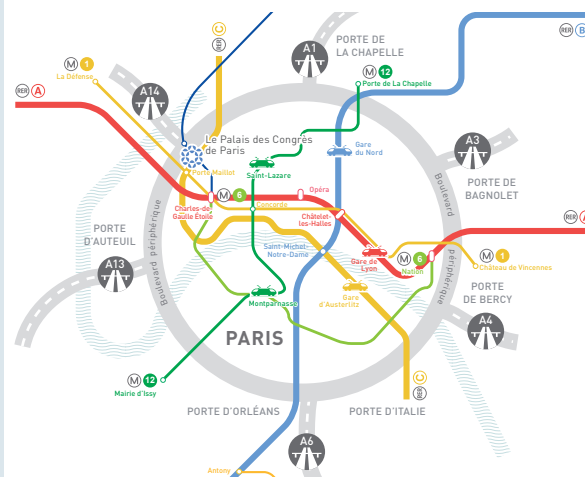 RER C
A1
PORTE DE
LA CHAPELLE
RER B
M 1
La Défense
M 12
Porte de La Chapelle
RER A
A14
Le Palais des Congrès
de Paris
Gare
du Nord
A3
Porte Maillot
Saint-Lazare
PORTE DE
BAGNOLET
Boulevard périphérique
M 6
Opéra
Charles-de-
Gaulle Étoile
Concorde
Châtelet-
les-Halles
RER A
PORTE
D'AUTEUIL
Boulevard périphérique
Saint-Michel-
Notre-Dame
Gare de
Lyon
M 6
Nation
M 1
Château de Vincennes
A13
Montparnasse
Gare
d'Austerlitz
PORTE
DE BERCY
A4
PARIS
M 12
Mairie d'Issy
RER C
PORTE D'ORLÉANS
PORTE D'ITALIE
A6
Antony